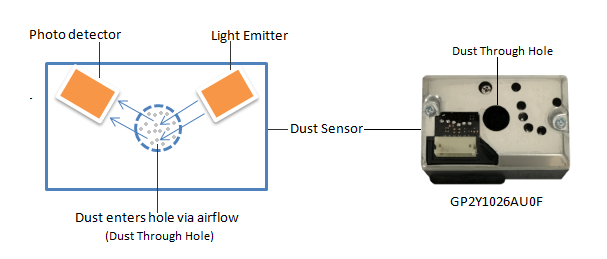 Photo detector
Light Emitter
Dust Through Hole
Dust Sensor
Dust enters hole via airflow
(Dust Through Hole)
GP2Y1026AU0F